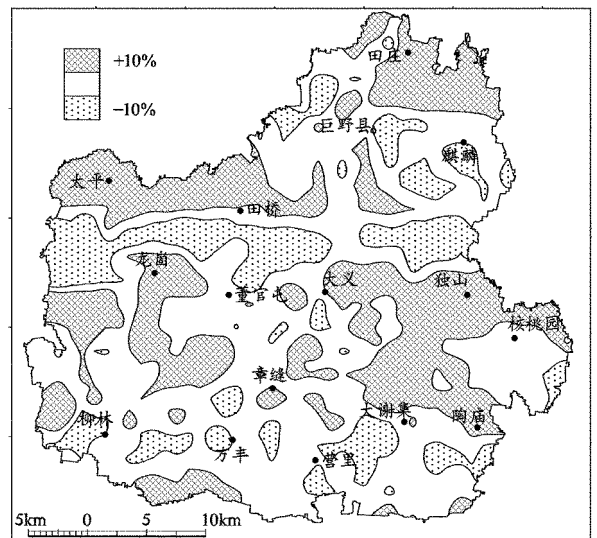 +10%
-10%
田庄
巨野县
麒麟
太平
田桥
龙崮
董官屯
大义
独山
核桃园
章缝
柳林
万丰
大谢集
陶庙
营里
5km 0 5 10km